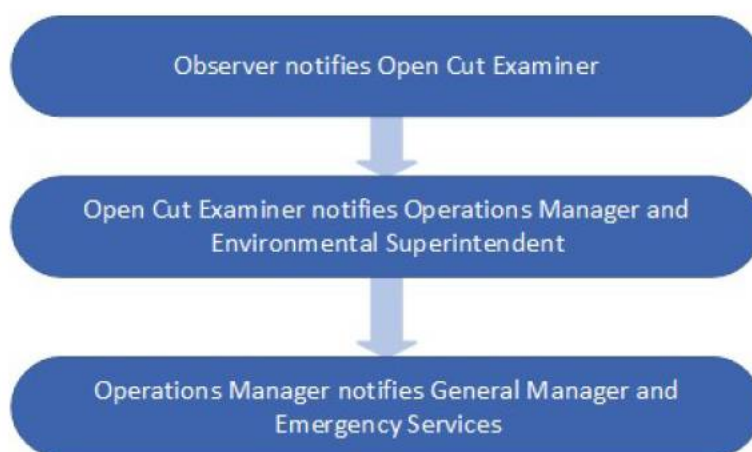 Observer notifies Open Cut Examiner
Open Cut Examiner notifies Operations Manager and
Environmental Superintendent
Operations Manager notifies General Manager and
Emergency Services